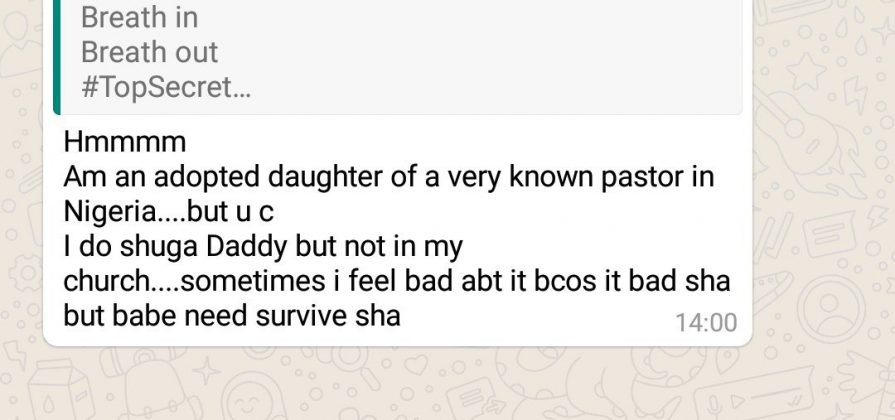 Breath in
Breath out
#TopSecret...
Hmmmm
Am an adopted daughter of a very known pastor in
Nigeria....but u c
I do shuga Daddy but not in my
church....sometimes i feel bad abt it bcos it bad sha
but babe need survive sha
14:00